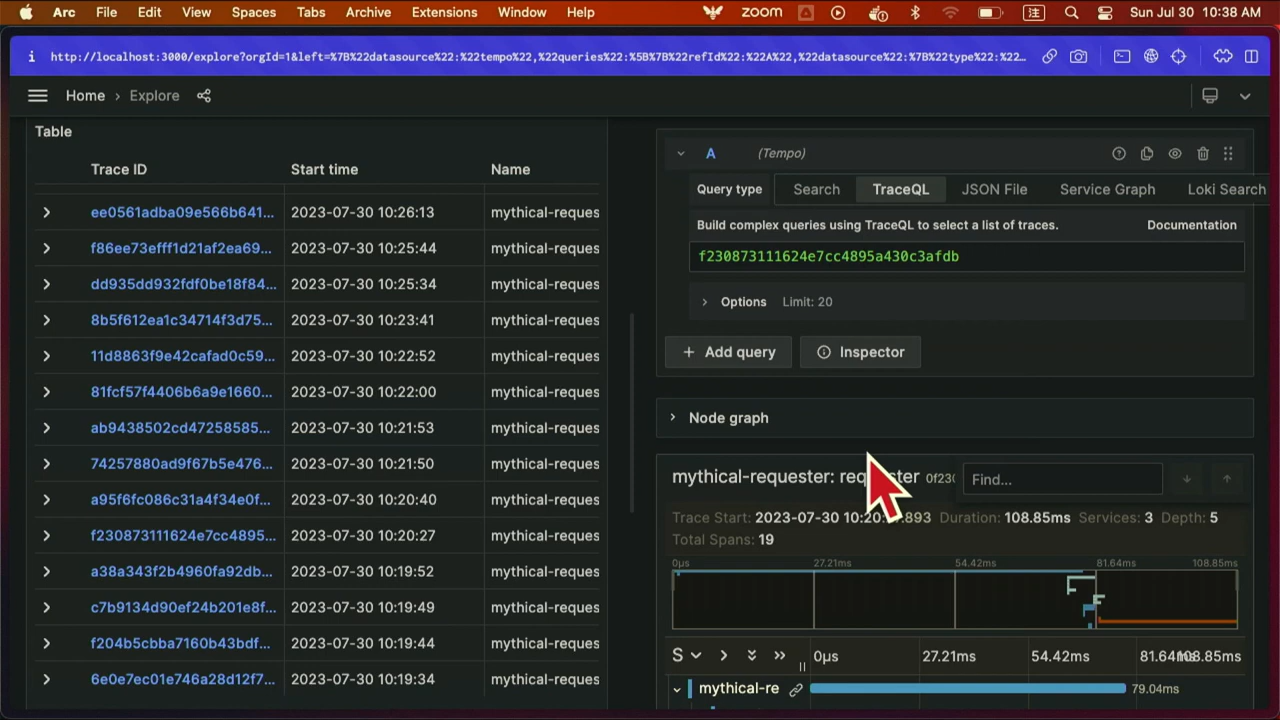 Arc File Edit View Spaces Tabs Archive Extensions Window Help zoom 注 Sun Jul 30 10:38 AM
http://localhost:3000/explore?orgId=1&left=%7B%22datasource%22:%22tempo%22,%22queries%22:%5B%7B%22refId%22:%22A%22,%22datasource%22:%7B%22type%22:%22...
Home › Explore
Table
Trace ID Start time Name
ee0561adba09e566b641... 2023-07-30 10:26:13 mythical-reques
f86ee73efff1d21af2ea69... 2023-07-30 10:25:44 mythical-reques
dd935dd932fdf0be18f84... 2023-07-30 10:25:34 mythical-reques
8b5f612ea1c34714f3d75... 2023-07-30 10:23:41 mythical-reques
11d8863f9e42cafad0c59... 2023-07-30 10:22:52 mythical-reques
81fcf57f4406b6a9e1660... 2023-07-30 10:22:00 mythical-reques
ab9438502cd47258585... 2023-07-30 10:21:53 mythical-reques
74257880ad9f67b5e476... 2023-07-30 10:21:50 mythical-reques
a95f6fc086c31a4f34e0f... 2023-07-30 10:20:40 mythical-reques
f230873111624e7cc4895... 2023-07-30 10:20:27 mythical-reques
a38a343f2b4960fa92db... 2023-07-30 10:19:52 mythical-reques
c7b9134d90ef24b201e8f... 2023-07-30 10:19:49 mythical-reques
f204b5cbba7160b43bdf... 2023-07-30 10:19:44 mythical-reques
6e0e7ec01e746a28d12f7... 2023-07-30 10:19:34 mythical-reques
A (Tempo)
Query type Search TraceQL JSON File Service Graph Loki Search
Build complex queries using TraceQL to select a list of traces. Documentation
f230873111624e7cc4895a430c3afdb
Options Limit: 20
+ Add query Inspector
Node graph
mythical-requester: requester 0f230 Find...
Trace Start: 2023-07-30 10:20: .893 Duration: 108.85ms Services: 3 Depth: 5
Total Spans: 19
0μs 27.21ms 54.42ms 81.64ms 108.85ms
S 0μs 27.21ms 54.42ms 81.64ms 108.85ms
mythical-re 79.04ms